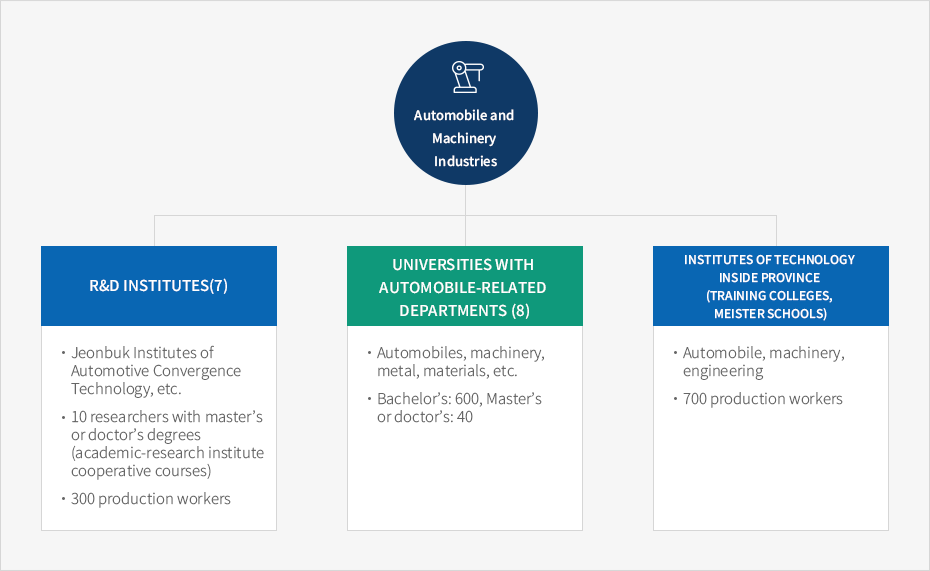 Automobile and
Machinery
Industries
R&D INSTITUTES(7)
• Jeonbuk Institutes of
Automotive Convergence
Technology, etc.
• 10 researchers with master’s
or doctor’s degrees
(academic-research institute
cooperative courses)
• 300 production workers
UNIVERSITIES WITH
AUTOMOBILE-RELATED
DEPARTMENTS (8)
• Automobiles, machinery,
metal, materials, etc.
• Bachelor’s: 600, Master’s
or doctor’s: 40
INSTITUTES OF TECHNOLOGY
INSIDE PROVINCE
(TRAINING COLLEGES,
MEISTER SCHOOLS)
• Automobile, machinery,
engineering
• 700 production workers